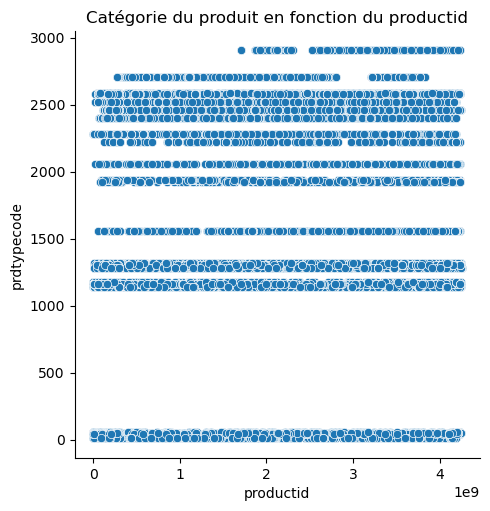 Catégorie du produit en fonction du productid
3000
2500
2000
1500
1000
500
0
prdtypecode
0 1 2 3 4
1e9
productid